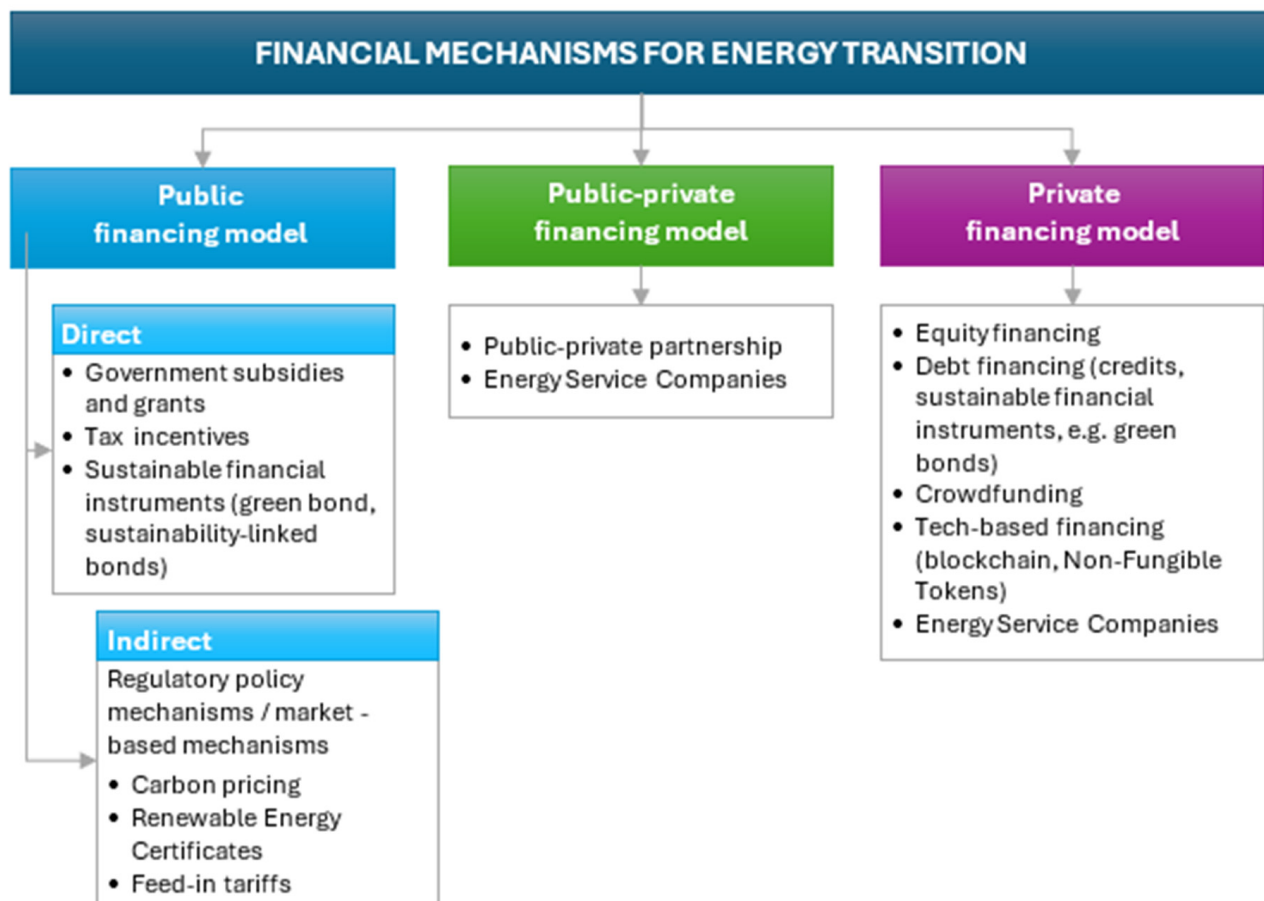 FINANCIAL MECHANISMS FOR ENERGY TRANSITION
Public
financing model
Direct
• Government subsidies
and grants
• Tax incentives
• Sustainable financial
instruments (green bond,
sustainability-linked
bonds)
Indirect
Regulatory policy
mechanisms / market -
based mechanisms
• Carbon pricing
• Renewable Energy
Certificates
• Feed-in tariffs
Public-private
financing model
• Public-private partnership
• Energy Service Companies
Private
financing model
• Equity financing
• Debt financing (credits,
sustainable financial
instruments, e.g. green
bonds)
• Crowdfunding
• Tech-based financing
(blockchain, Non-Fungible
Tokens)
• Energy Service Companies